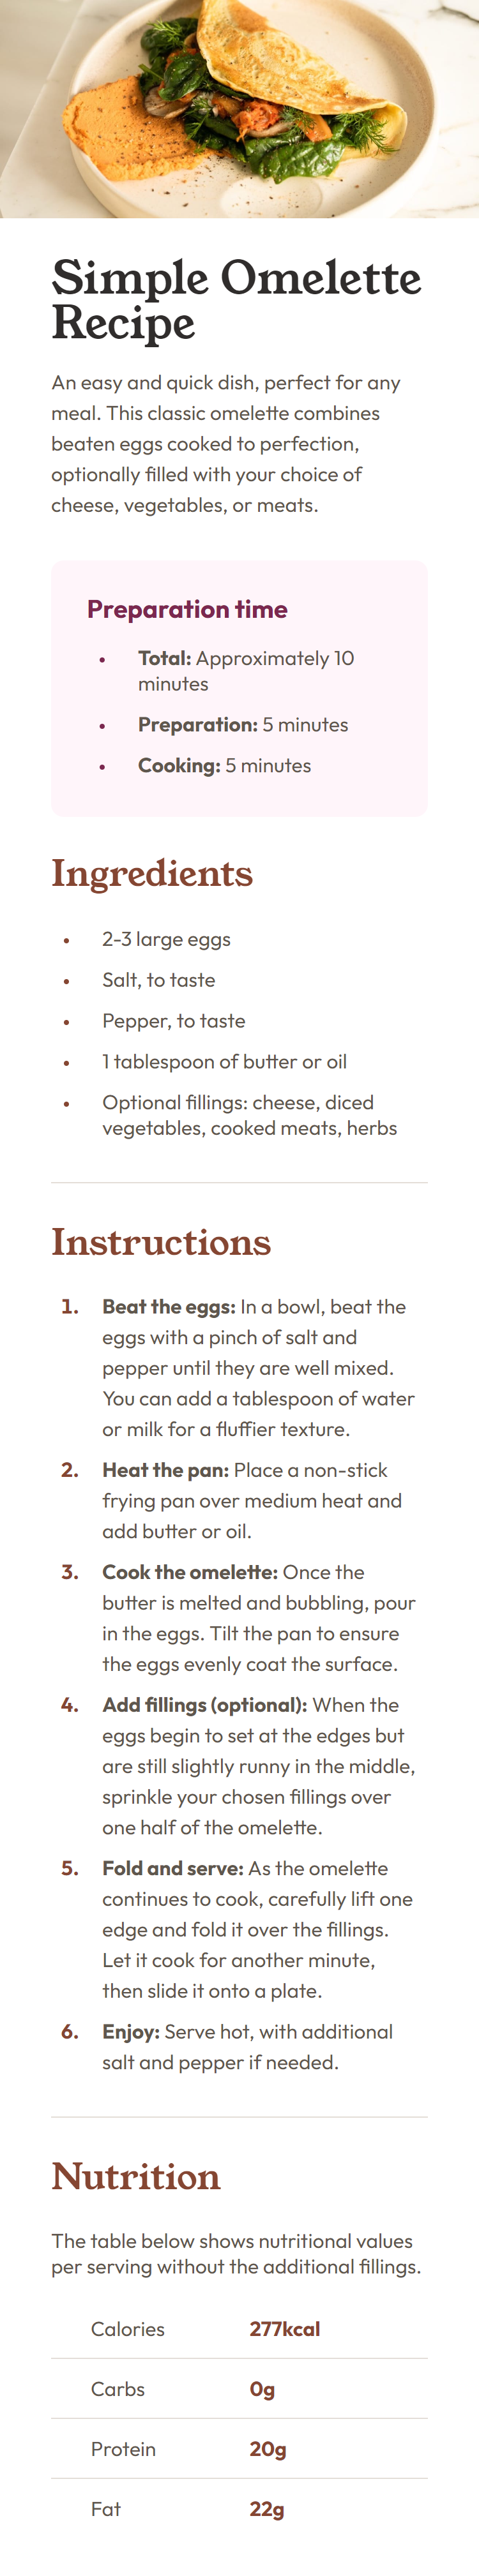 Simple Omelette
Recipe
An easy and quick dish, perfect for any
meal. This classic omelette combines
beaten eggs cooked to perfection,
optionally filled with your choice of
cheese, vegetables, or meats.
Preparation time
• Total: Approximately 10
minutes
• Preparation: 5 minutes
• Cooking: 5 minutes
Ingredients
• 2-3 large eggs
• Salt, to taste
• Pepper, to taste
• 1 tablespoon of butter or oil
• Optional fillings: cheese, diced
vegetables, cooked meats, herbs
Instructions
1. Beat the eggs: In a bowl, beat the
eggs with a pinch of salt and
pepper until they are well mixed.
You can add a tablespoon of water
or milk for a fluffier texture.
2. Heat the pan: Place a non-stick
frying pan over medium heat and
add butter or oil.
3. Cook the omelette: Once the
butter is melted and bubbling, pour
in the eggs. Tilt the pan to ensure
the eggs evenly coat the surface.
4. Add fillings (optional): When the
eggs begin to set at the edges but
are still slightly runny in the middle,
sprinkle your chosen fillings over
one half of the omelette.
5. Fold and serve: As the omelette
continues to cook, carefully lift one
edge and fold it over the fillings.
Let it cook for another minute,
then slide it onto a plate.
6. Enjoy: Serve hot, with additional
salt and pepper if needed.
Nutrition
The table below shows nutritional values
per serving without the additional fillings.
Calories 277kcal
Carbs 0g
Protein 20g
Fat 22g